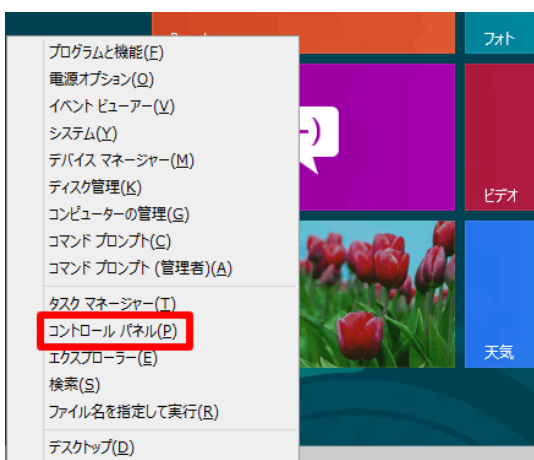 フォト
プログラムと機能(F)
電源オプション(O)
イベント ビューアー(V)
システム(Y)
デバイス マネージャー(M)
ディスク管理(K)
コンピューターの管理(G)
コマンド プロンプト(C)
コマンド プロンプト (管理者)(A)
タスク マネージャー(T)
コントロール パネル(P)
エクスプローラー(E)
検索(S)
ファイル名を指定して実行(R)
デスクトップ(D)
-)
ビデオ
天気